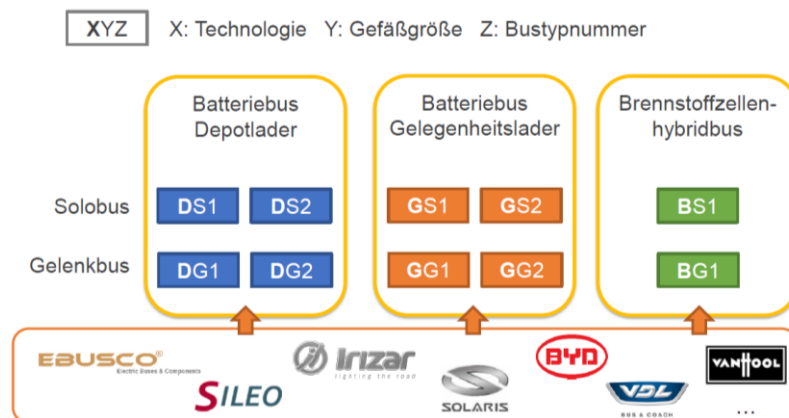 XYZ X: Technologie Y: Gefäßgröße Z: Bustypnummer
Batteriebus
Depotlader
Batteriebus
Gelegenheitslader
Brennstoffzellen-
hybridbus
Solobus DS1 DS2 GS1 GS2 BS1
Gelenkbus DG1 DG2 GG1 GG2 BG1
EBUSCO®
Electric Buses & Components
SILEO
Irizar
lighting the road
SOLARIS
BYD
VDL
BUS & COACH
VANHOOL
...